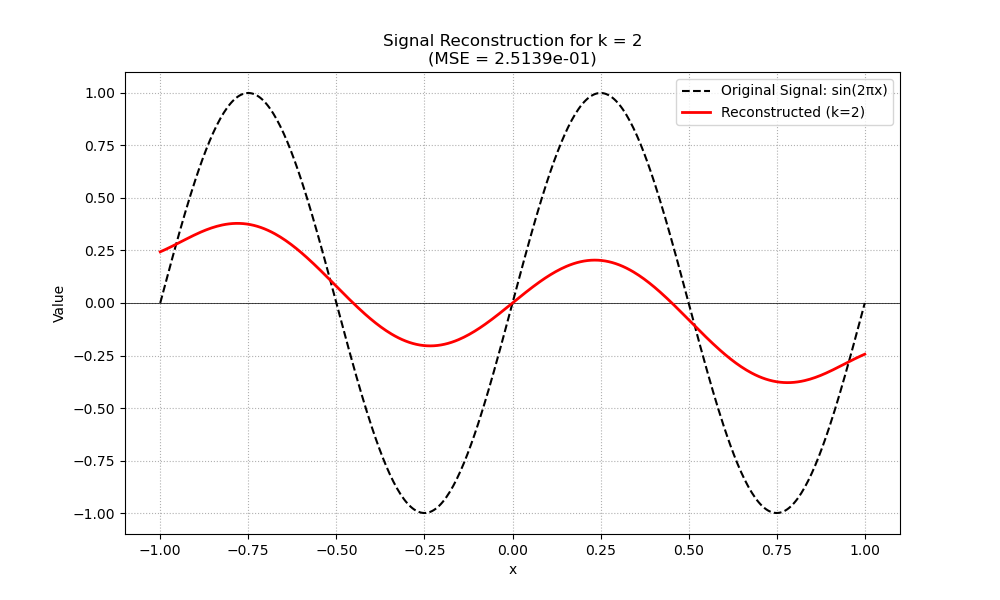 Signal Reconstruction for k = 2
(MSE = 2.5139e-01)
Original Signal: sin(2πx)
Reconstructed (k=2)
1.00
0.75
0.50
0.25
0.00
−0.25
−0.50
−0.75
−1.00
Value
−1.00 −0.75 −0.50 −0.25 0.00 0.25 0.50 0.75 1.00
x